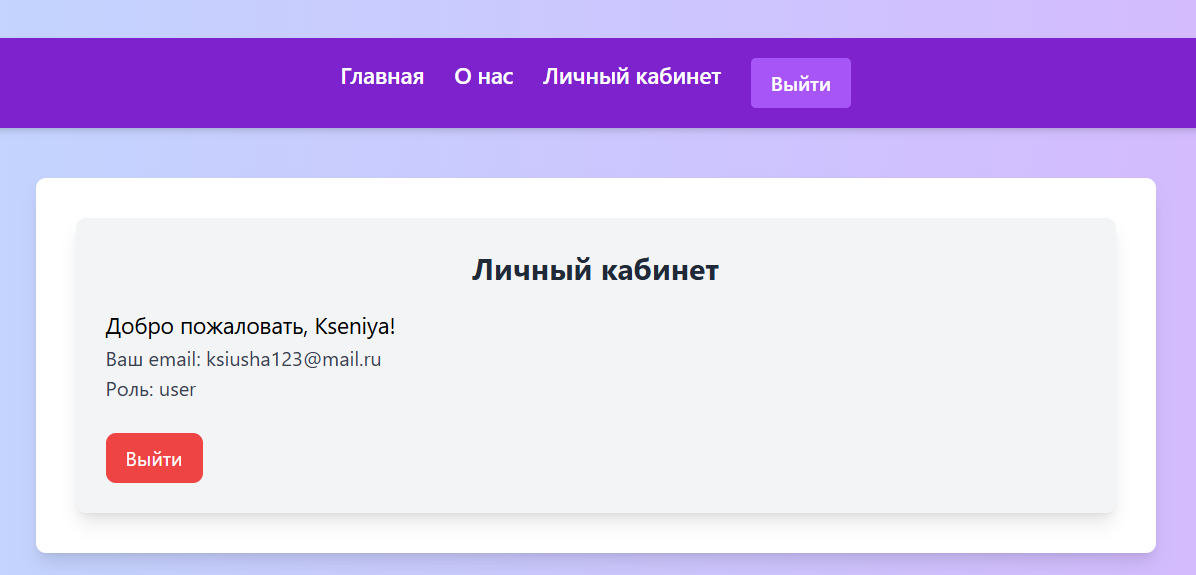 Главная О нас Личный кабинет Выйти
Личный кабинет
Добро пожаловать, Kseniya!
Ваш email: ksiusha123@mail.ru
Роль: user
Выйти